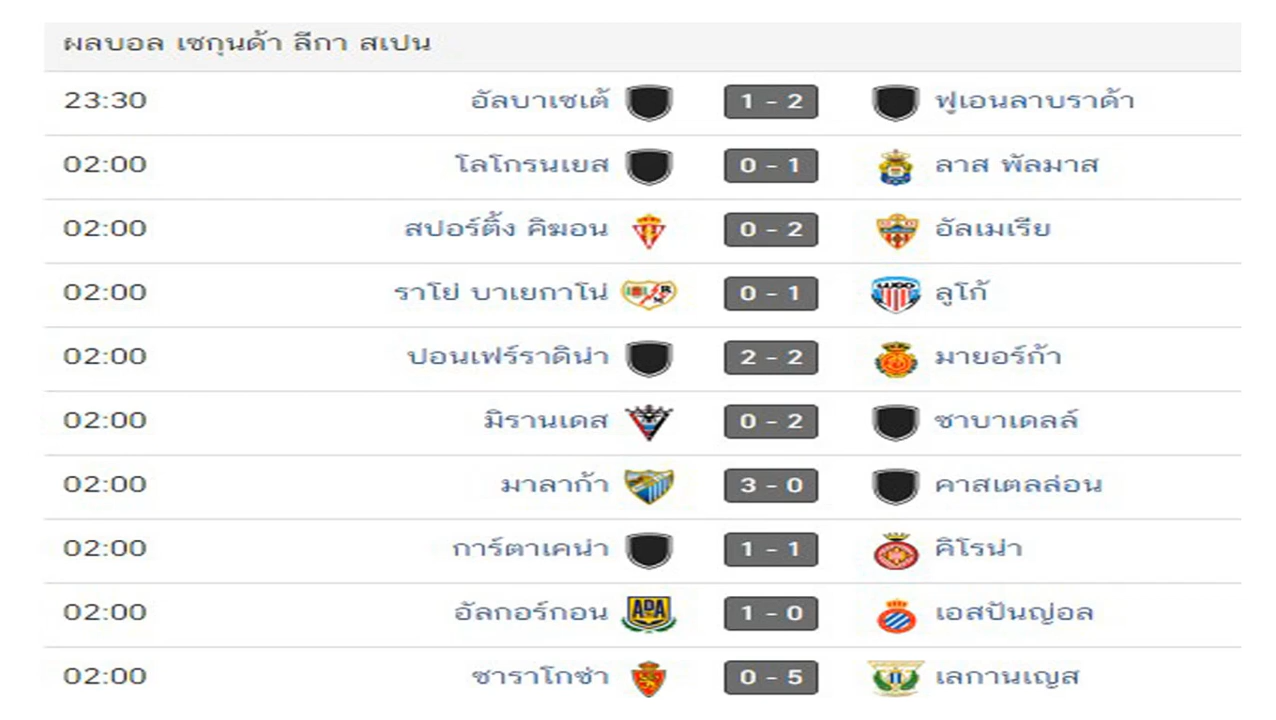 ผลบอล เซกุนด้า ลีกา สเปน
23:30 อัลบาเซเต้ 1 - 2 ฟูเอนลาบราด้า
02:00 โลโกรนเยส 0 - 1 ลาส พัลมาส
02:00 สปอร์ติ้ง คิฆอน 0 - 2 อัลเมเรีย
02:00 ราโย่ บาเยกาโน่ 0 - 1 LUGO ลูโก้
02:00 ปอนเฟร์ราดิน่า 2 - 2 มายอร์ก้า
02:00 มิรานเดส 0 - 2 ซาบาเดลล์
02:00 มาลาก้า 3 - 0 คาสเตลล่อน
02:00 การ์ตาเคน่า 1 - 1 คิโรน่า
02:00 อัลกอร์กอน ADA 1 - 0 เอสปันญ่อล
02:00 ซาราโกซ่า 0 - 5 เลกานเญส